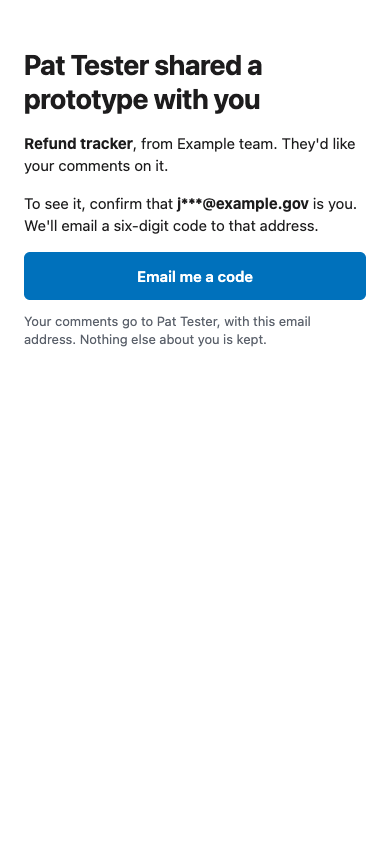 Pat Tester shared a
prototype with you
Refund tracker, from Example team. They'd like
your comments on it.
To see it, confirm that j***@example.gov is you.
We'll email a six-digit code to that address.
Email me a code
Your comments go to Pat Tester, with this email
address. Nothing else about you is kept.